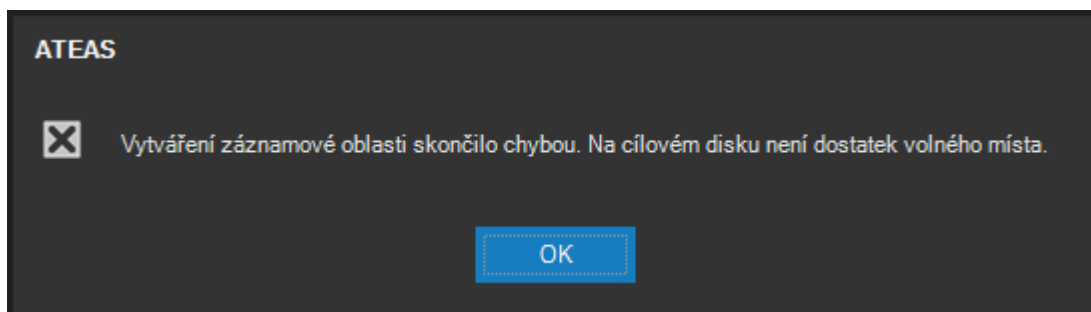 ATEAS
Vytváření záznamové oblasti skončilo chybou. Na cílovém disku není dostatek volného místa.
OK